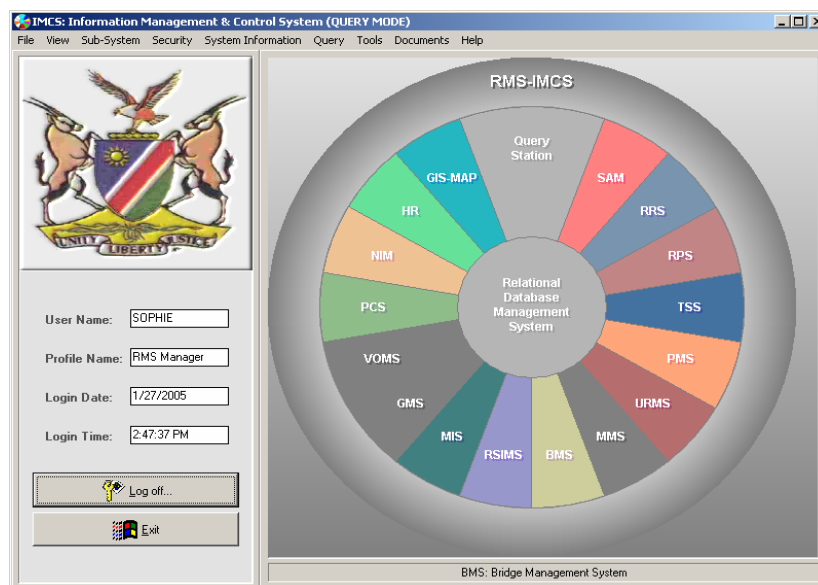 IMCS: Information Management & Control System (QUERY MODE)
File View Sub-System Security System Information Query Tools Documents Help
UNITY LIBERTY JUSTICE
User Name: SOPHIE
Profile Name: RMS Manager
Login Date: 1/27/2005
Login Time: 2:47:37 PM
Log off...
Exit
RMS-IMCS
Query
Station
SAM
RRS
RPS
TSS
PMS
URMS
MMS
BMS
RSIMS
MIS
GMS
VOMS
PCS
NIM
HR
GIS-MAP
Relational
Database
Management
System
BMS: Bridge Management System